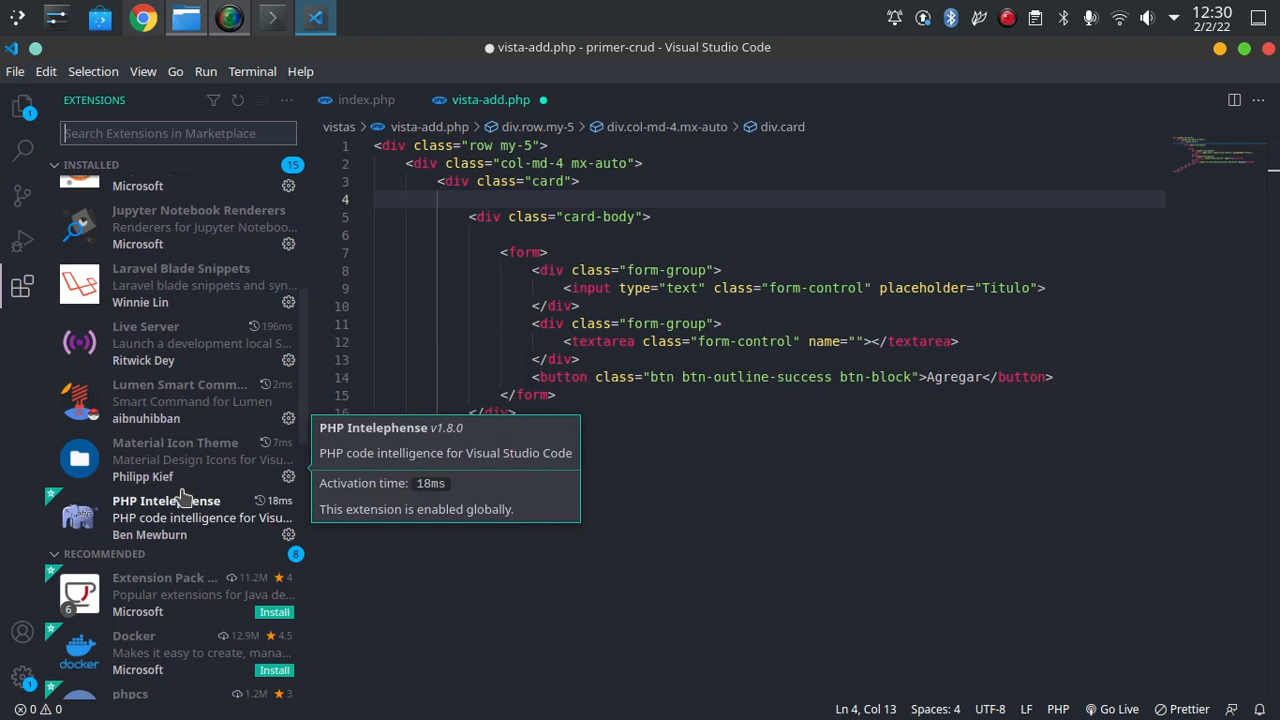 12:30
2/2/22
vista-add.php - primer-crud - Visual Studio Code
File Edit Selection View Go Run Terminal Help
EXTENSIONS
index.php
vista-add.php
1
Search Extensions in Marketplace
vistas > vista-add.php > div.row.my-5 > div.col-md-4.mx-auto > div.card
INSTALLED 15
Microsoft
Jupyter Notebook Renderers
Renderers for Jupyter Noteboo...
Microsoft
Laravel Blade Snippets
Laravel blade snippets and syn...
Winnie Lin
Live Server 196ms
Launch a development local S...
Ritwick Dey
Lumen Smart Comm... 2ms
Smart Command for Lumen
aibnuhibban
Material Icon Theme 7ms
Material Design Icons for Visu...
Philipp Kief
PHP Intelephense 18ms
PHP code intelligence for Visu...
Ben Mewburn
RECOMMENDED 8
Extension Pack ... 11.2M 4
Popular extensions for Java de...
6
Microsoft Install
Docker 12.9M 4.5
Makes it easy to create, mana...
docker
Microsoft Install
phpcs 1.2M 3
1
1 <div class="row my-5">
2 <div class="col-md-4 mx-auto">
3 <div class="card">
4
5 <div class="card-body">
6
7 <form>
8 <div class="form-group">
9 <input type="text" class="form-control" placeholder="Titulo">
10 </div>
11 <div class="form-group">
12 <textarea class="form-control" name=""></textarea>
13 </div>
14 <button class="btn btn-outline-success btn-block">Agregar</button>
15 </form>
16 </div>
PHP Intelephense v1.8.0
PHP code intelligence for Visual Studio Code
Activation time: 18ms
This extension is enabled globally.
0 0
Ln 4, Col 13 Spaces: 4 UTF-8 LF PHP Go Live Prettier